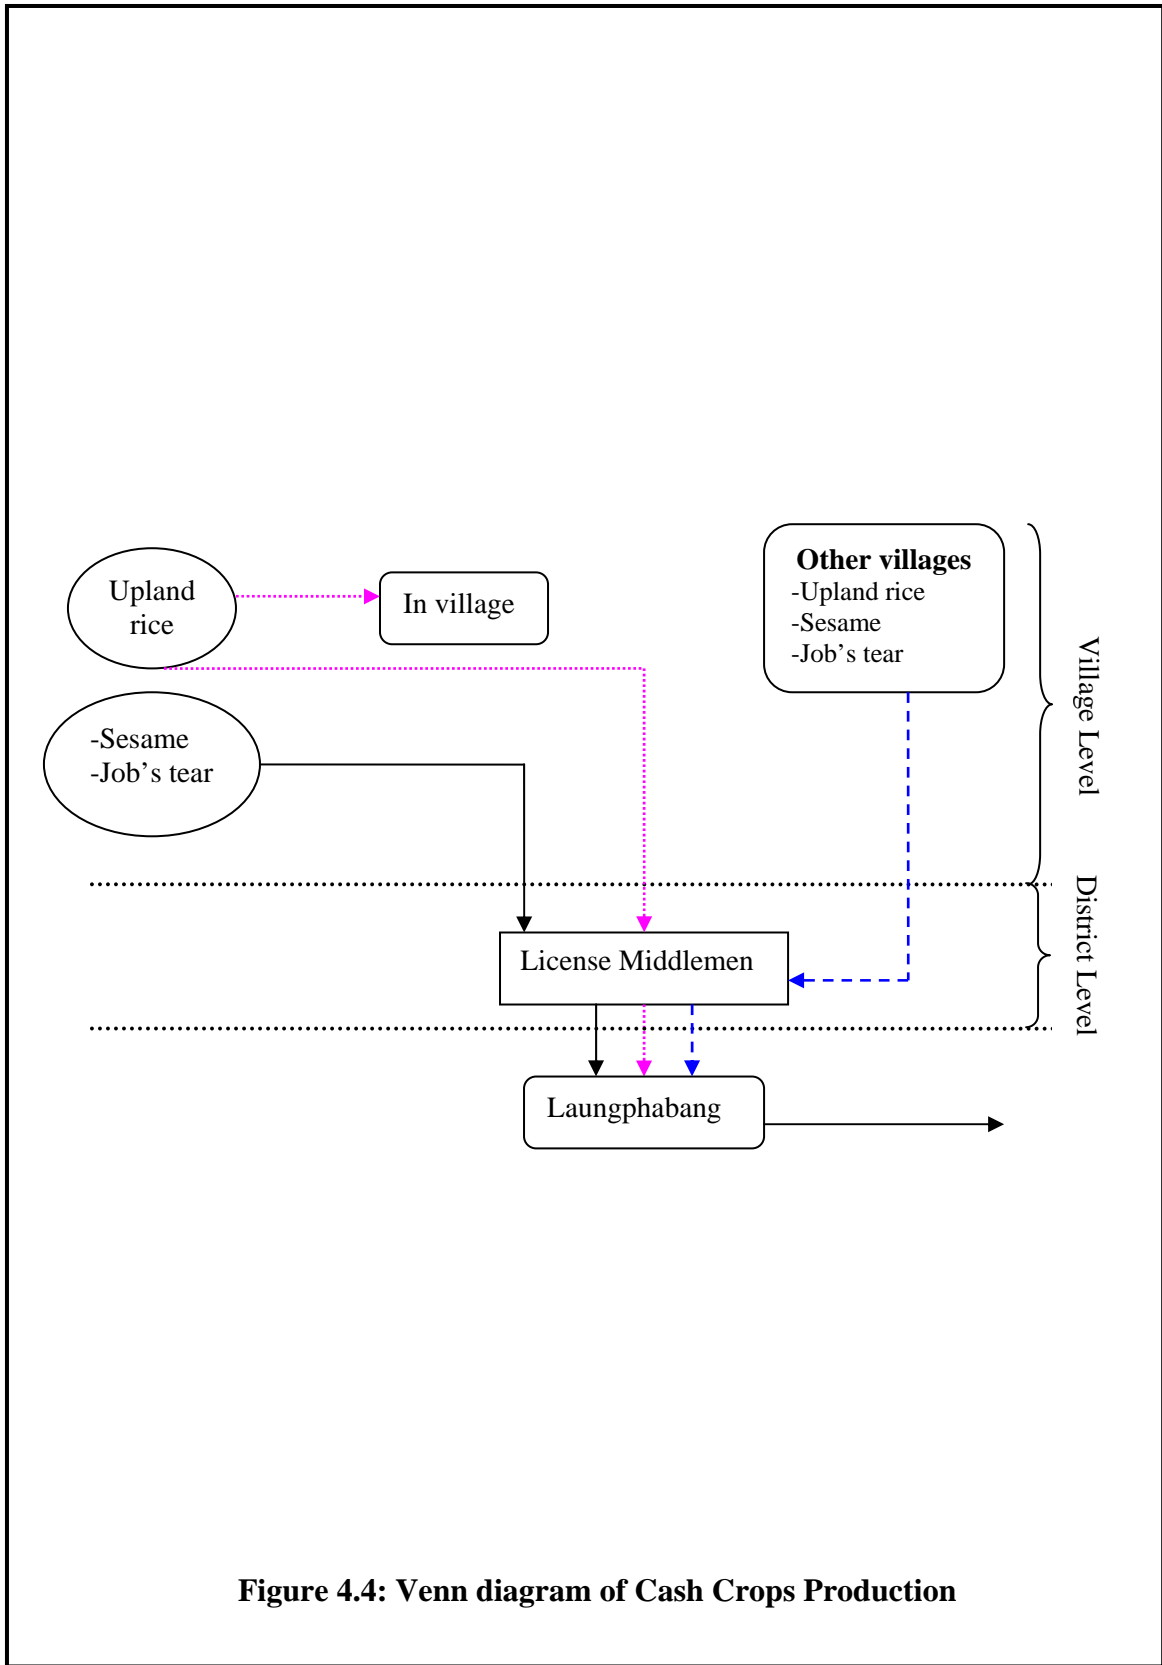 Upland
rice
In village
Other villages
-Upland rice
-Sesame
-Job's tear
-Sesame
-Job's tear
Village Level
License Middlemen
District Level
Laungphabang
Figure 4.4: Venn diagram of Cash Crops Production